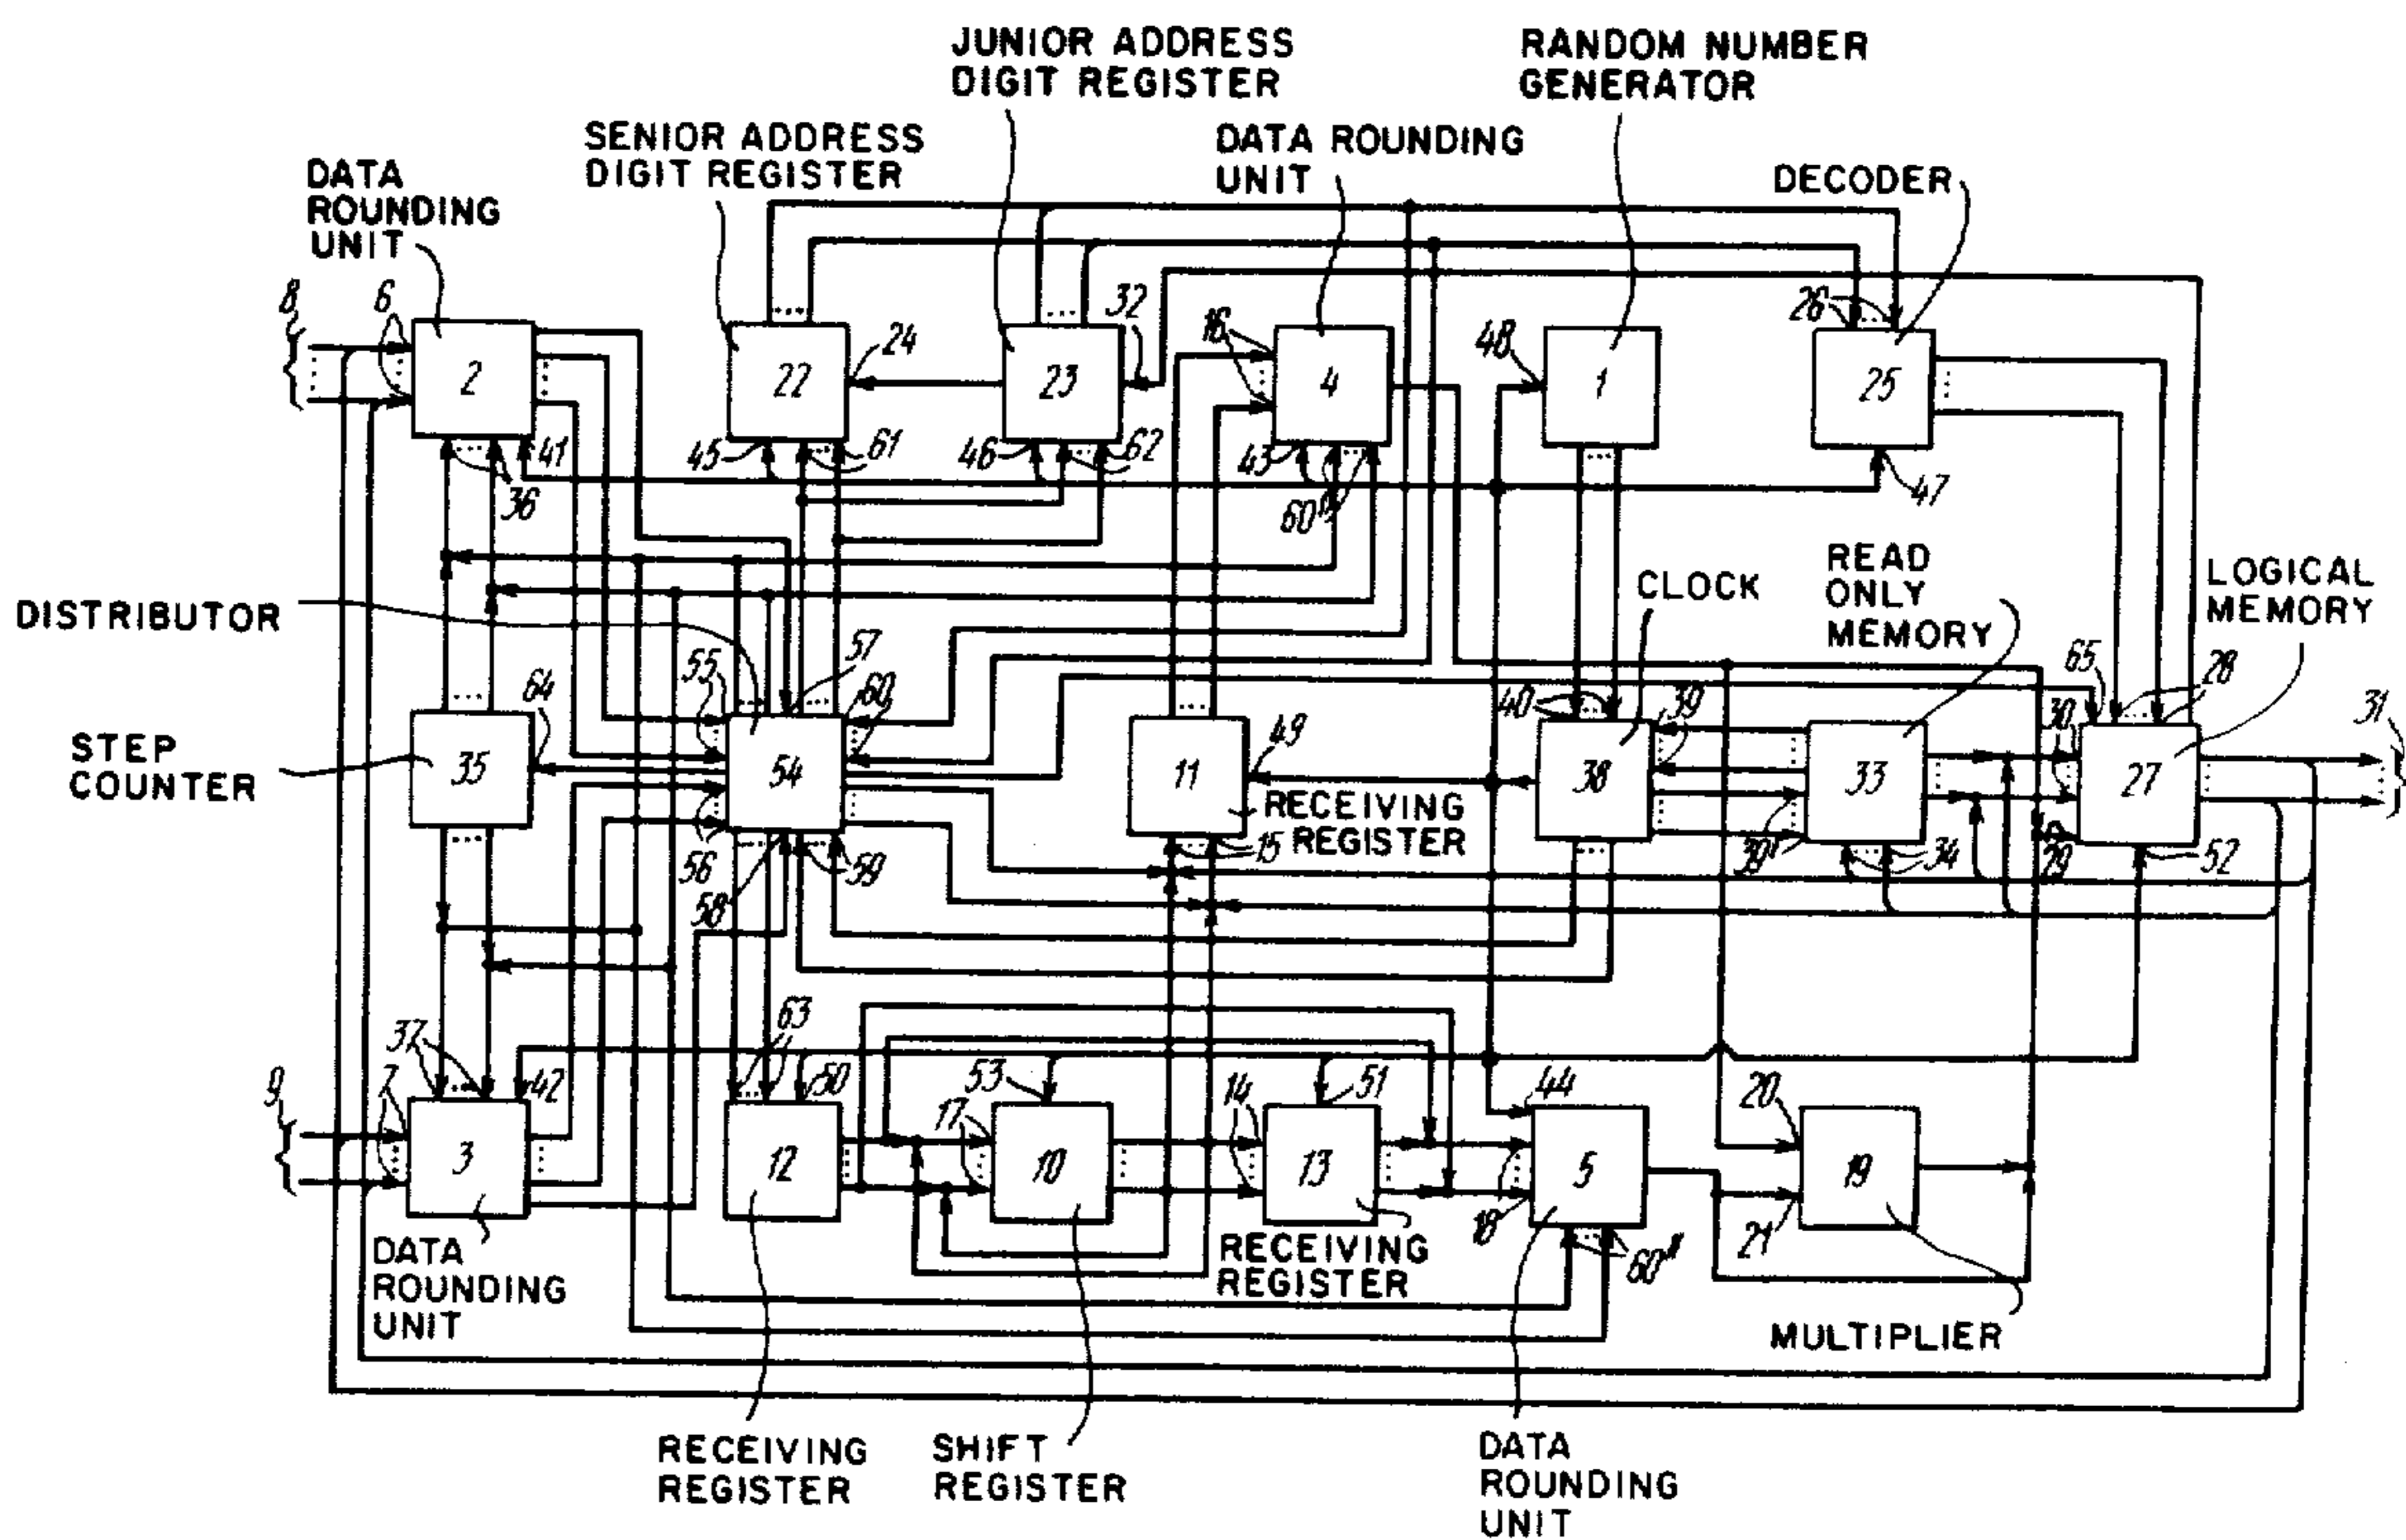 JUNIOR ADDRESS
DIGIT REGISTER
RANDOM NUMBER
GENERATOR
SENIOR ADDRESS
DIGIT REGISTER
DATA ROUNDING
UNIT
DATA
ROUNDING
UNIT
DECODER
8
6
2
22
24
23
32
16
4
48
1
26
25
36
41
45
61
46
62
43
60'
47
DISTRIBUTOR
CLOCK
READ
ONLY
MEMORY
LOGICAL
MEMORY
STEP
COUNTER
35
64
55
57
60
54
56
58
59
11
49
RECEIVING
REGISTER
15
40
39
38
33
39'
34
65
28
30
27
29
52
31
37
42
9
7
3
63
50
12
53
17
10
14
51
13
44
18
5
60"
20
19
21
DATA
ROUNDING
UNIT
RECEIVING
REGISTER
MULTIPLIER
RECEIVING
REGISTER
SHIFT
REGISTER
DATA
ROUNDING
UNIT